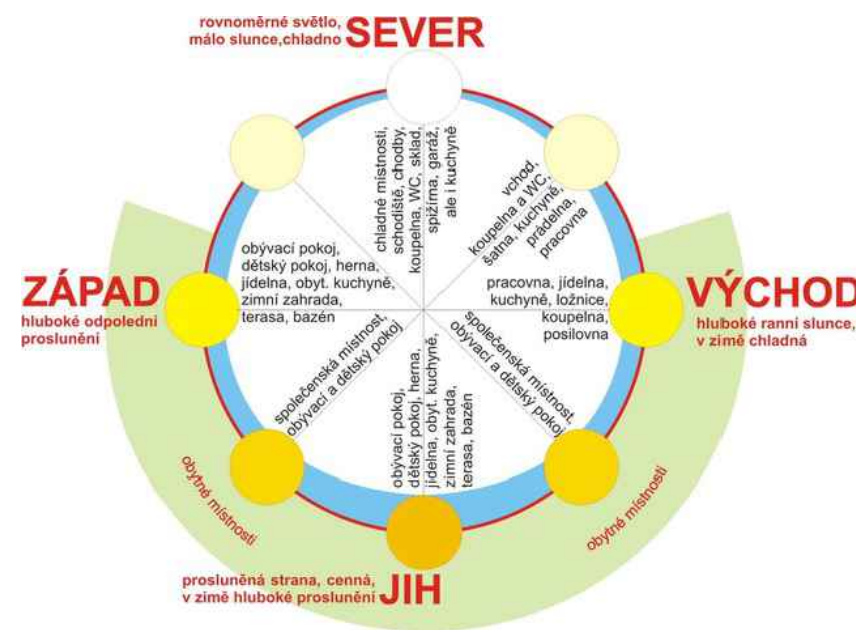 rovnoměrné světlo,
málo slunce,chladno
SEVER
chladné místnosti,
schodiště, chodby,
koupelna, WC, sklad,
spižírna, garáž,
ale i kuchyně
vchod,
koupelna a WC,
šatna, kuchyně,
prádelna,
pracovna
obývací pokoj,
dětský pokoj, herna,
jídelna, obyt. kuchyně,
zimní zahrada,
terasa, bazén
ZÁPAD
hluboké odpolední
proslunění
pracovna, jídelna,
kuchyně, ložnice,
koupelna,
posilovna
VÝCHOD
hluboké ranní slunce,
v zimě chladná
společenská místnost,
obývací a dětský pokoj
obývací pokoj,
dětský pokoj, herna,
jídelna, obyt. kuchyně,
zimní zahrada,
terasa, bazén
společenská místnost,
obývací a dětský pokoj
obytné místnosti
obytné místnosti
prosluněná strana, cenná,
v zimě hluboké proslunění
JIH